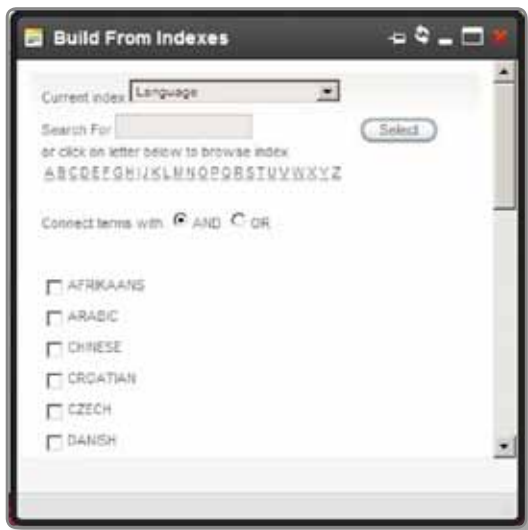 Build From Indexes
Current index Language
Search For Select
or click on letter below to browse index
A B C D E F G H I J K L M N O P Q R S T U V W X Y Z
Connect terms with AND OR
AFRIKAANS
ARABIC
CHINESE
CROATIAN
CZECH
DANISH